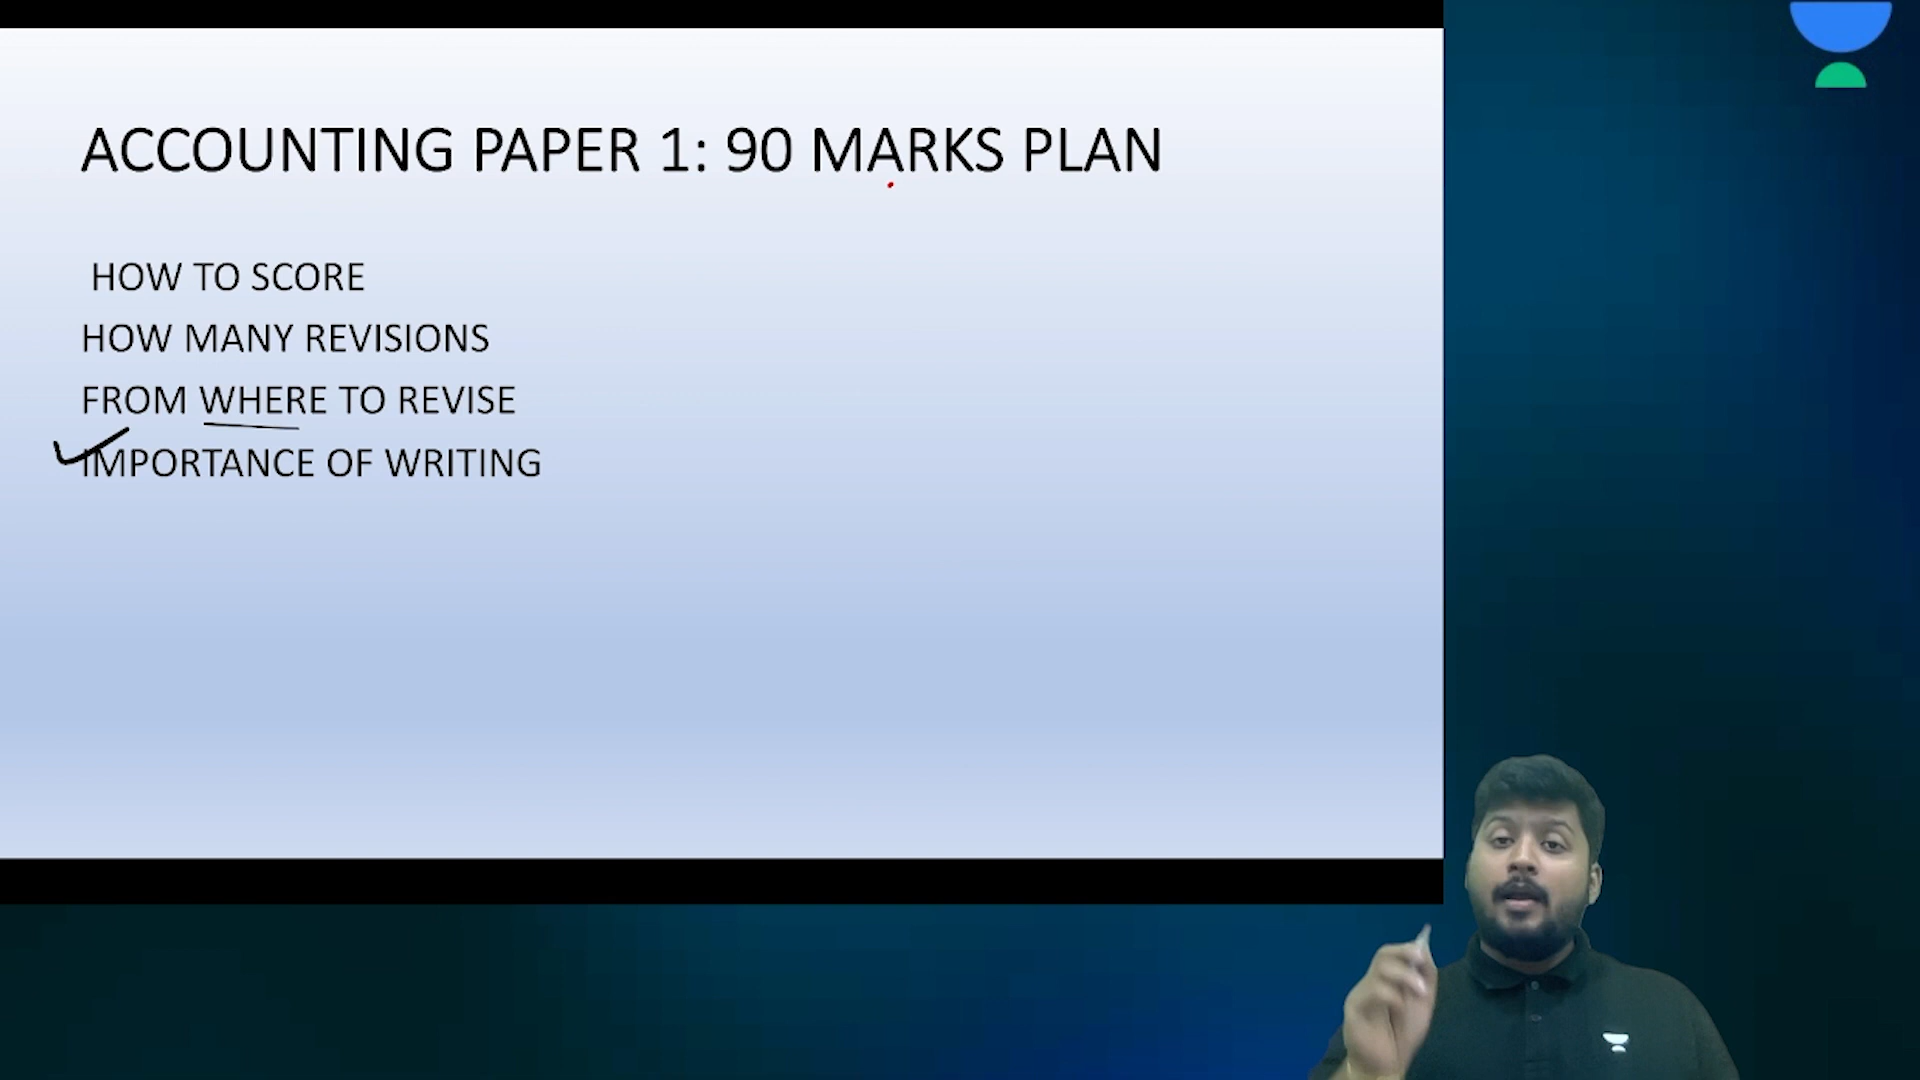 ACCOUNTING PAPER 1: 90 MARKS PLAN
HOW TO SCORE
HOW MANY REVISIONS
FROM WHERE TO REVISE
IMPORTANCE OF WRITING